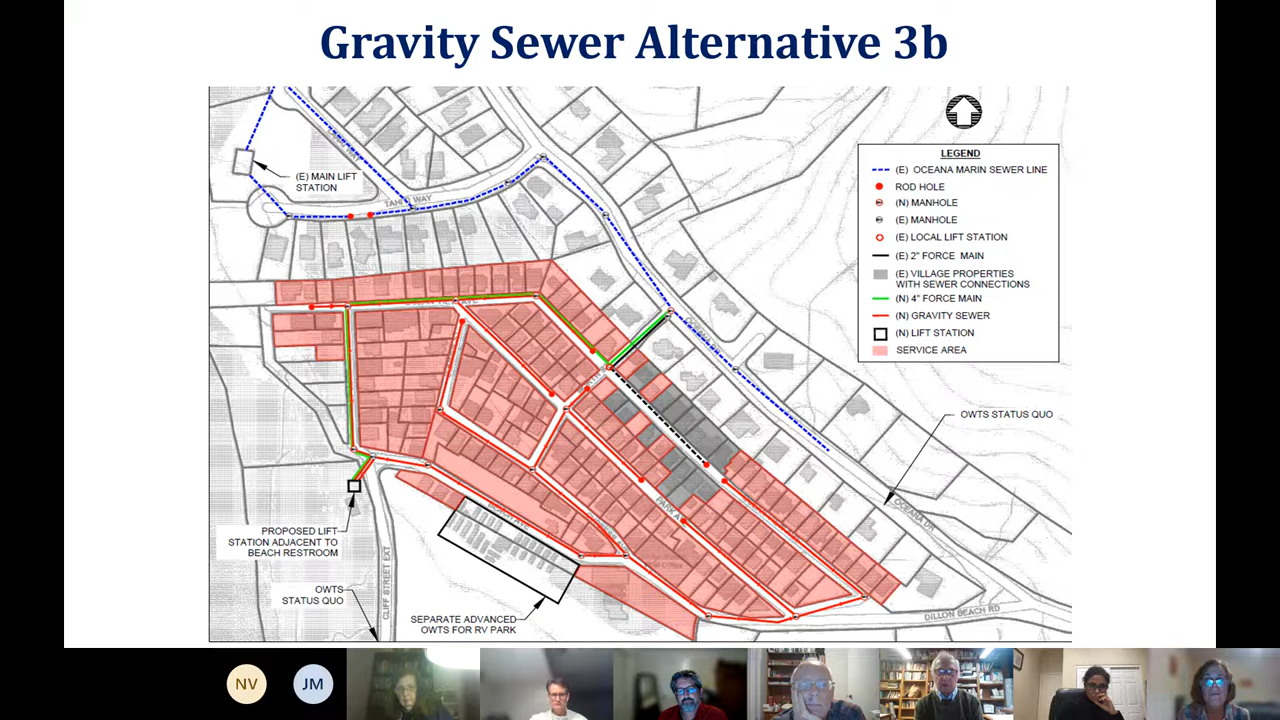 Gravity Sewer Alternative 3b
(E) MAIN LIFT
STATION
TAHITI WAY
LEGEND
(E) OCEANA MARIN SEWER LINE
ROD HOLE
(N) MANHOLE
(E) MANHOLE
(E) LOCAL LIFT STATION
(E) 2" FORCE MAIN
(E) VILLAGE PROPERTIES
WITH SEWER CONNECTIONS
(N) 4" FORCE MAIN
(N) GRAVITY SEWER
(N) LIFT STATION
SERVICE AREA
OWTS STATUS QUO
OCEANA DR
PARK A
PROPOSED LIFT
STATION ADJACENT TO
BEACH RESTROOM
OWTS
STATUS QUO
CLIFF STREET EXT
SEPARATE ADVANCED
OWTS FOR RV PARK
DILLON BEACH RD
NV
JM